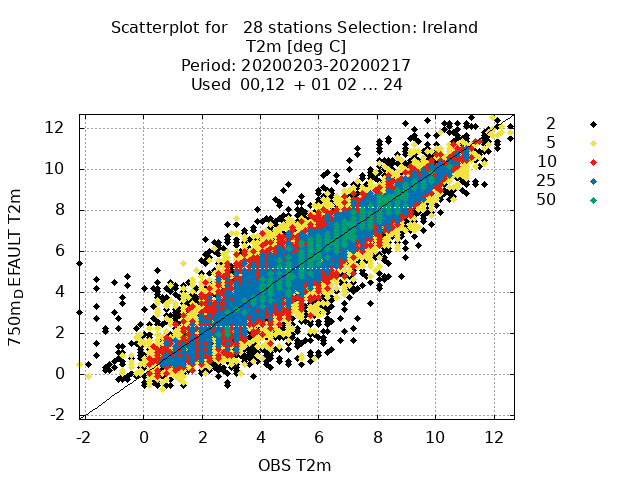 Scatterplot for 28 stations Selection: Ireland
T2m [deg C]
Period: 20200203-20200217
Used 00,12 + 01 02 ... 24
750m_DEFAULT T2m
12
10
8
6
4
2
0
-2
-2 0 2 4 6 8 10 12
OBS T2m
2
5
10
25
50